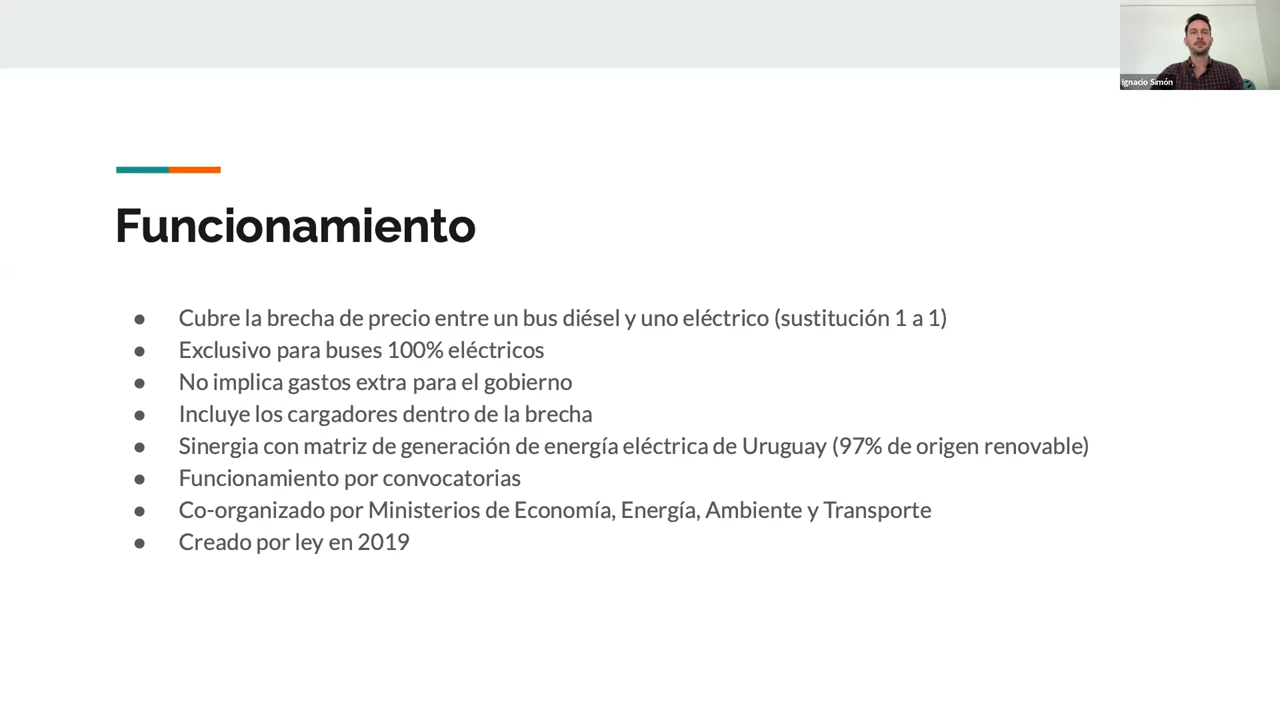 Ignacio Simón
Funcionamiento
● Cubre la brecha de precio entre un bus diésel y uno eléctrico (sustitución 1 a 1)
● Exclusivo para buses 100% eléctricos
● No implica gastos extra para el gobierno
● Incluye los cargadores dentro de la brecha
● Sinergia con matriz de generación de energía eléctrica de Uruguay (97% de origen renovable)
● Funcionamiento por convocatorias
● Co-organizado por Ministerios de Economía, Energía, Ambiente y Transporte
● Creado por ley en 2019